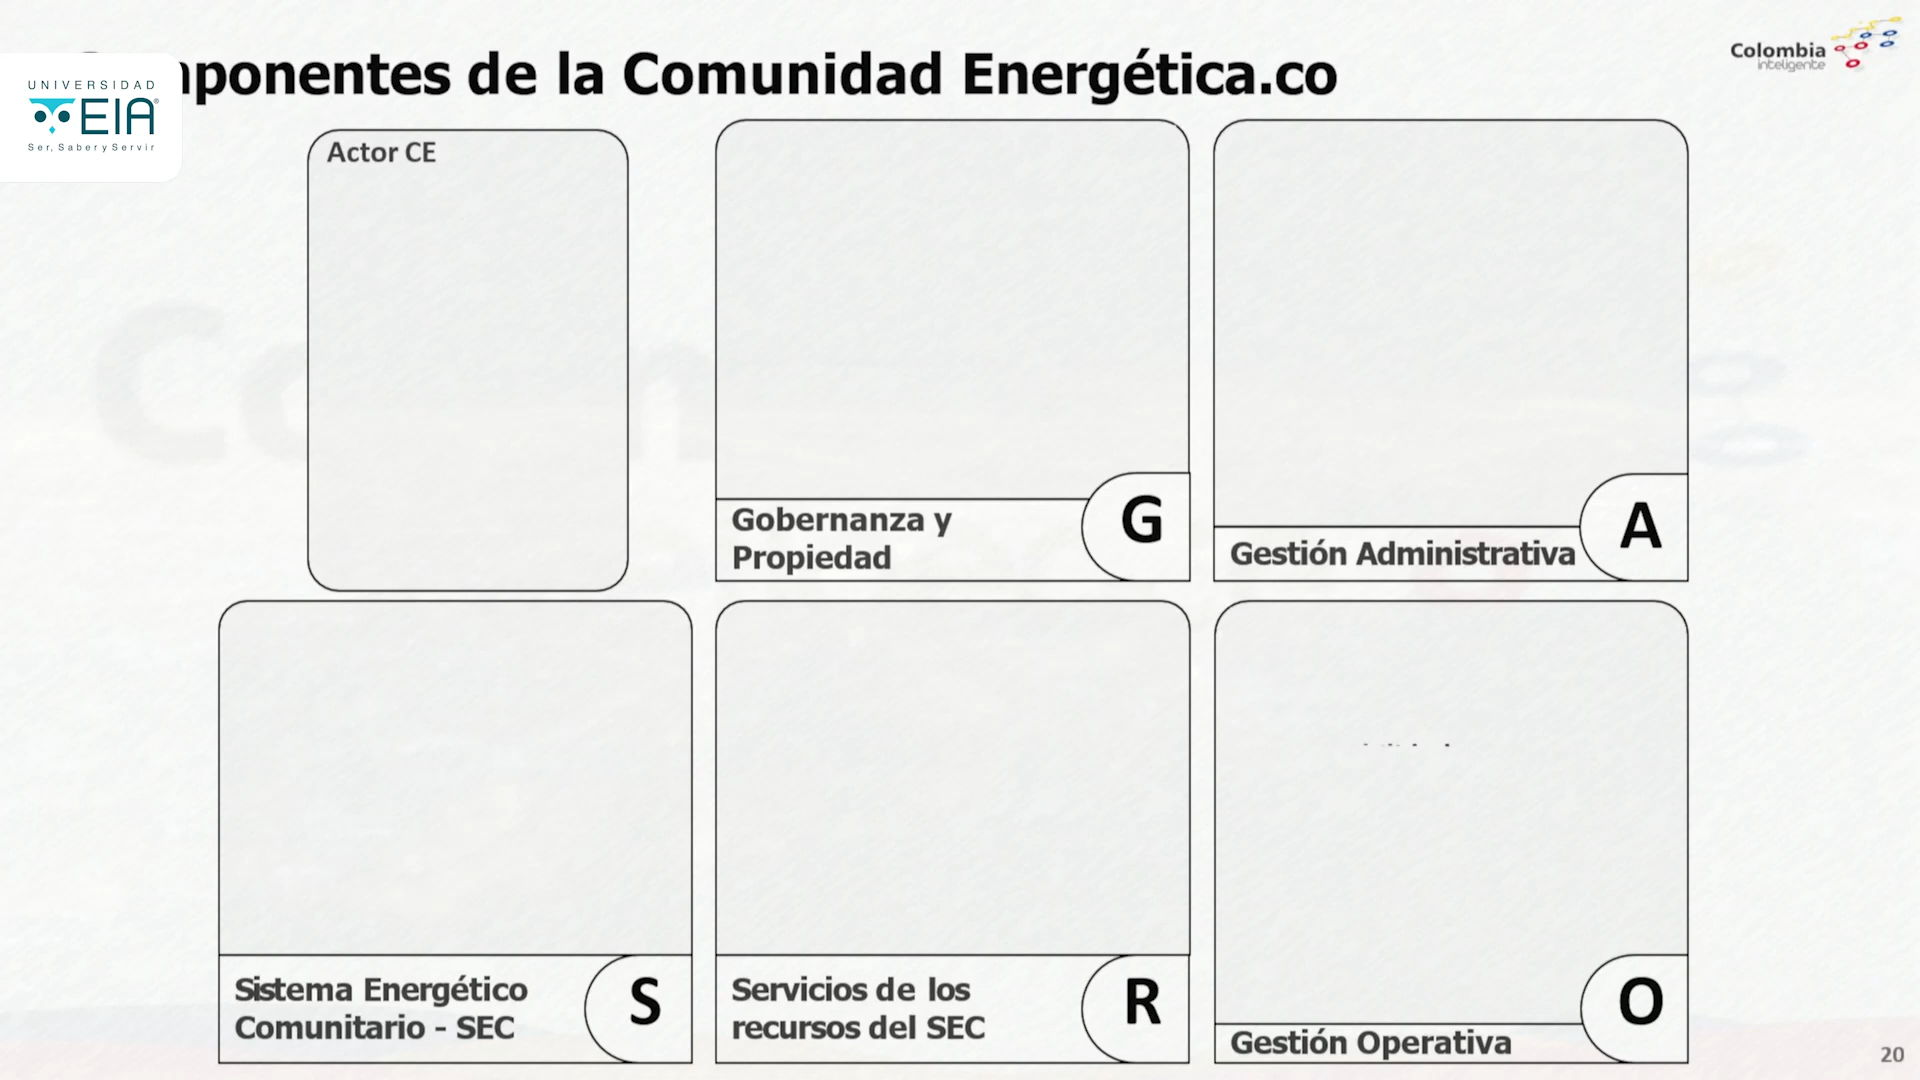 mponentes de la Comunidad Energética.co
UNIVERSIDAD
EIA
Ser, Saber y Servir
Colombia
inteligente
Actor CE
Gobernanza y
Propiedad
G
Gestión Administrativa
A
Sistema Energético
Comunitario - SEC
S
Servicios de los
recursos del SEC
R
Gestión Operativa
O
20